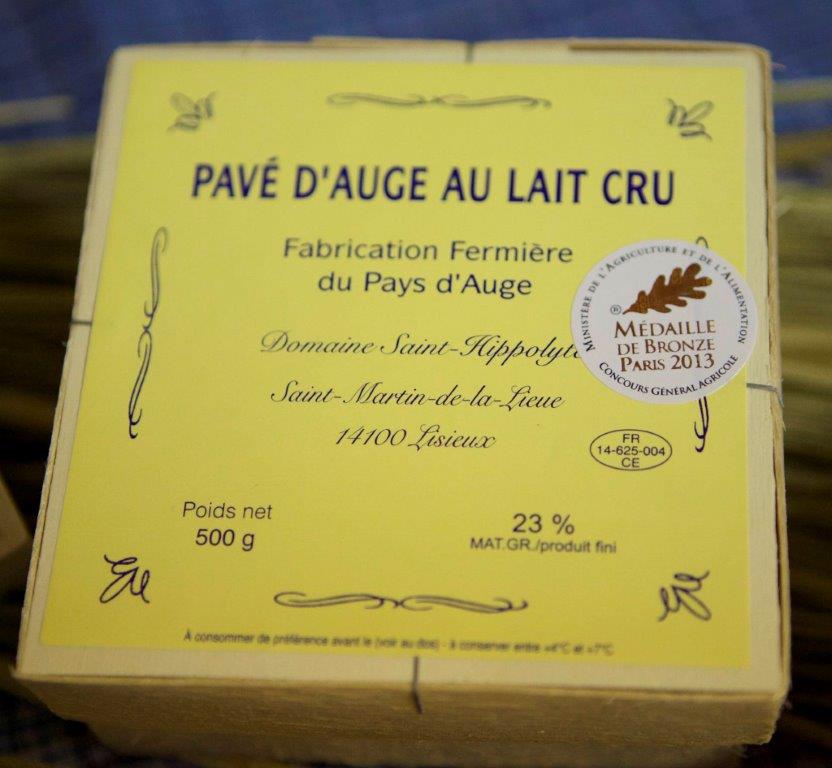 PAVÉ D'AUGE AU LAIT CRU
Fabrication Fermière
du Pays d'Auge
Domaine Saint-Hippolyte
Saint-Martin-de-la-Lieue
14100 Lisieux
MINISTÈRE DE L'AGRICULTURE ET DE L'ALIMENTATION
®
MÉDAILLE
DE BRONZE
PARIS 2013
CONCOURS GÉNÉRAL AGRICOLE
FR
14-625-004
CE
Poids net
500 g
23 %
MAT.GR./produit fini
À consommer de préférence avant le (voir au dos) - à conserver entre +4°C et +7°C